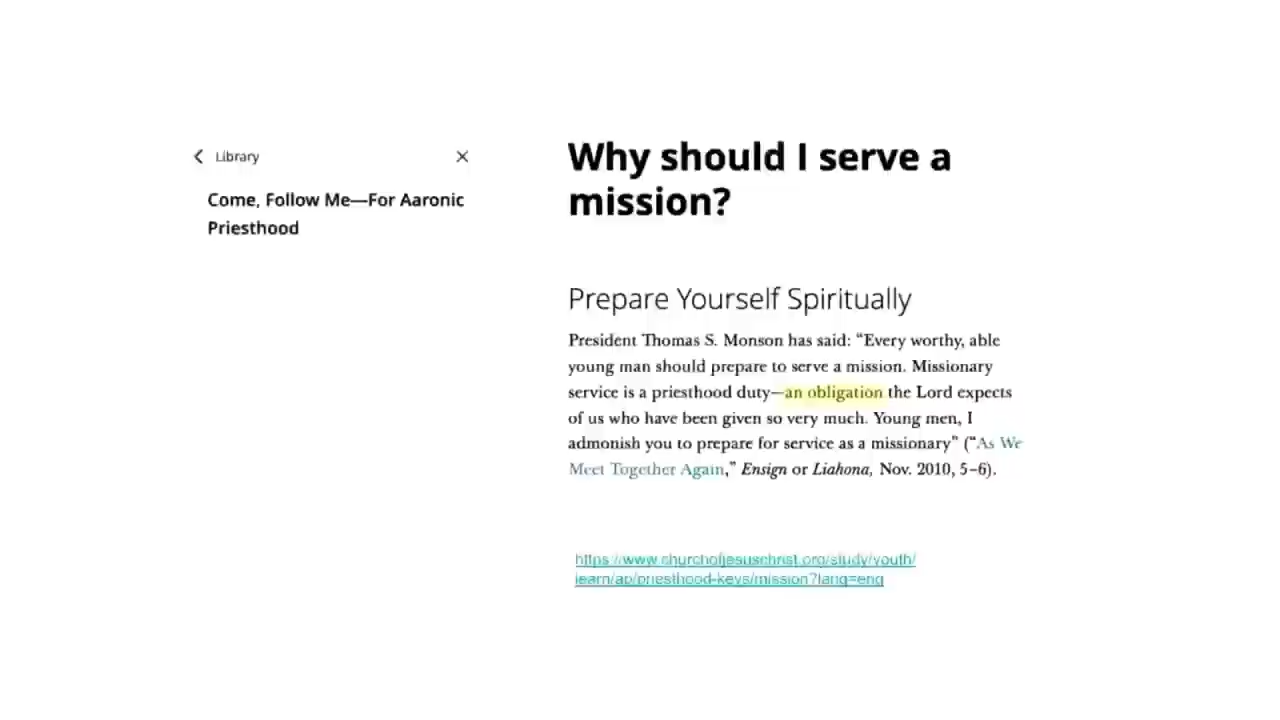 Library
Come, Follow Me—For Aaronic
Priesthood
Why should I serve a
mission?
Prepare Yourself Spiritually
President Thomas S. Monson has said: “Every worthy, able
young man should prepare to serve a mission. Missionary
service is a priesthood duty—an obligation the Lord expects
of us who have been given so very much. Young men, I
admonish you to prepare for service as a missionary” (“As We
Meet Together Again,” Ensign or Liahona, Nov. 2010, 5–6).
https://www.churchofjesuschrist.org/study/youth/
learn/ap/priesthood-keys/mission?lang=eng